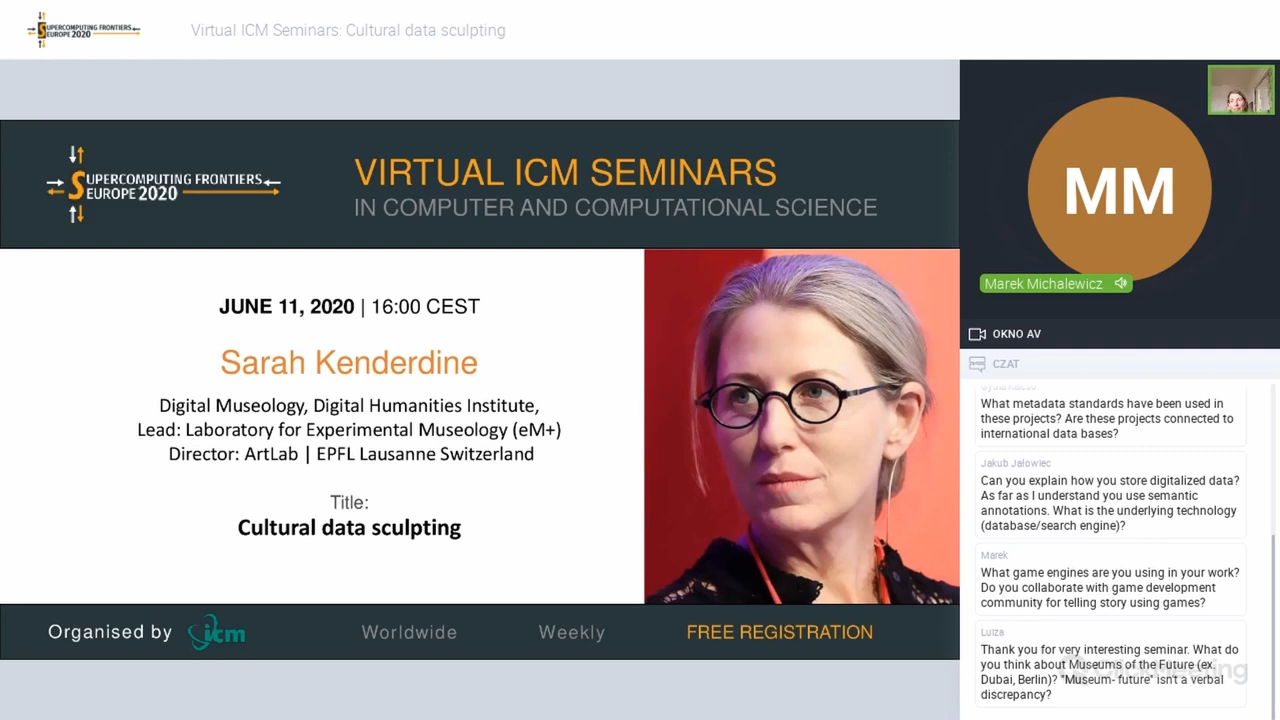 SUPERCOMPUTING FRONTIERS
EUROPE 2020
Virtual ICM Seminars: Cultural data sculpting
SUPERCOMPUTING FRONTIERS
EUROPE 2020
VIRTUAL ICM SEMINARS
IN COMPUTER AND COMPUTATIONAL SCIENCE
JUNE 11, 2020 | 16:00 CEST
Sarah Kenderdine
Digital Museology, Digital Humanities Institute,
Lead: Laboratory for Experimental Museology (eM+)
Director: ArtLab | EPFL Lausanne Switzerland
Title:
Cultural data sculpting
Organised by icm
Worldwide
Weekly
FREE REGISTRATION
MM
Marek Michalewicz
OKNO AV
CZAT
What metadata standards have been used in
these projects? Are these projects connected to
international data bases?
Jakub Jałowiec
Can you explain how you store digitalized data?
As far as I understand you use semantic
annotations. What is the underlying technology
(database/search engine)?
Marek
What game engines are you using in your work?
Do you collaborate with game development
community for telling story using games?
Luiza
Thank you for very interesting seminar. What do
you think about Museums of the Future (ex.
Dubai, Berlin)? "Museum- future" isnt a verbal
discrepancy?